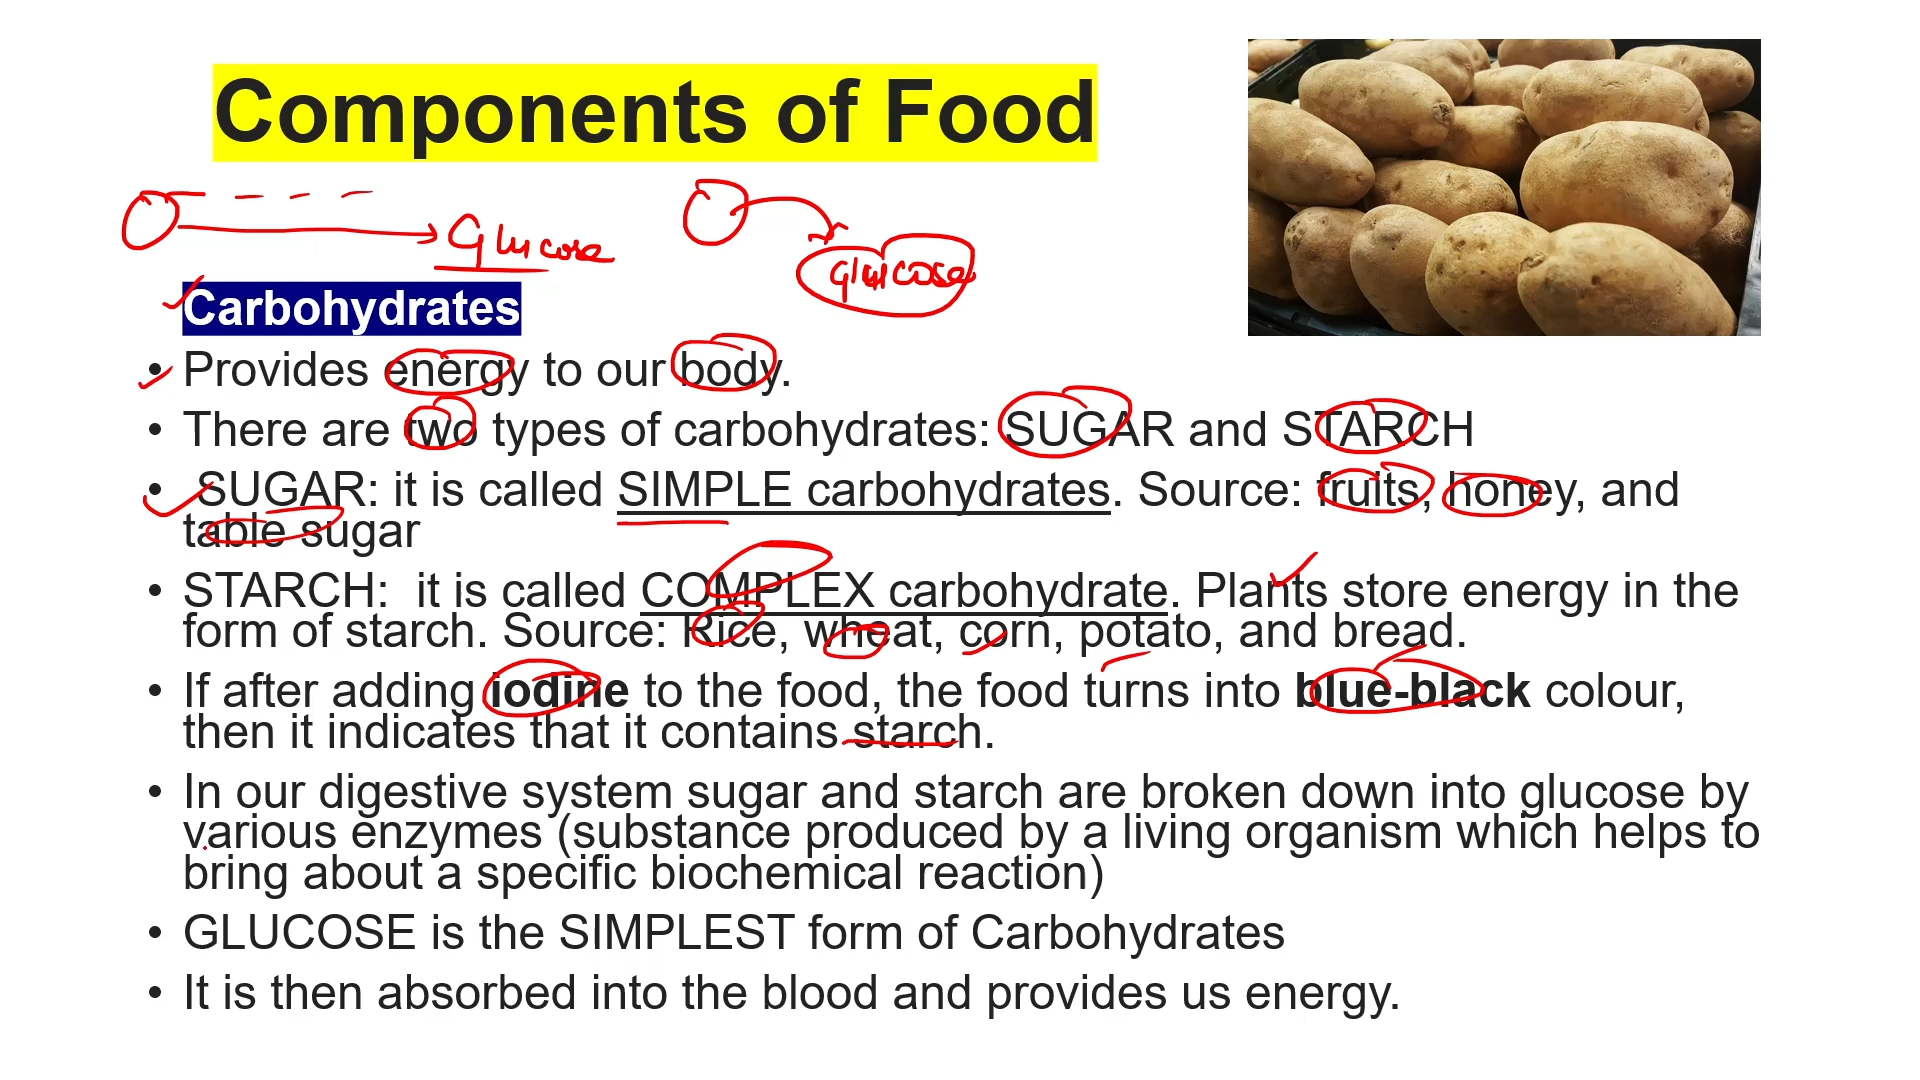 Components of Food
Glucose
glucose
Carbohydrates
• Provides energy to our body.
• There are two types of carbohydrates: SUGAR and STARCH
• SUGAR: it is called SIMPLE carbohydrates. Source: fruits, honey, and
table sugar
• STARCH: it is called COMPLEX carbohydrate. Plants store energy in the
form of starch. Source: Rice, wheat, corn, potato, and bread.
• If after adding iodine to the food, the food turns into blue-black colour,
then it indicates that it contains starch.
• In our digestive system sugar and starch are broken down into glucose by
various enzymes (substance produced by a living organism which helps to
bring about a specific biochemical reaction)
• GLUCOSE is the SIMPLEST form of Carbohydrates
• It is then absorbed into the blood and provides us energy.